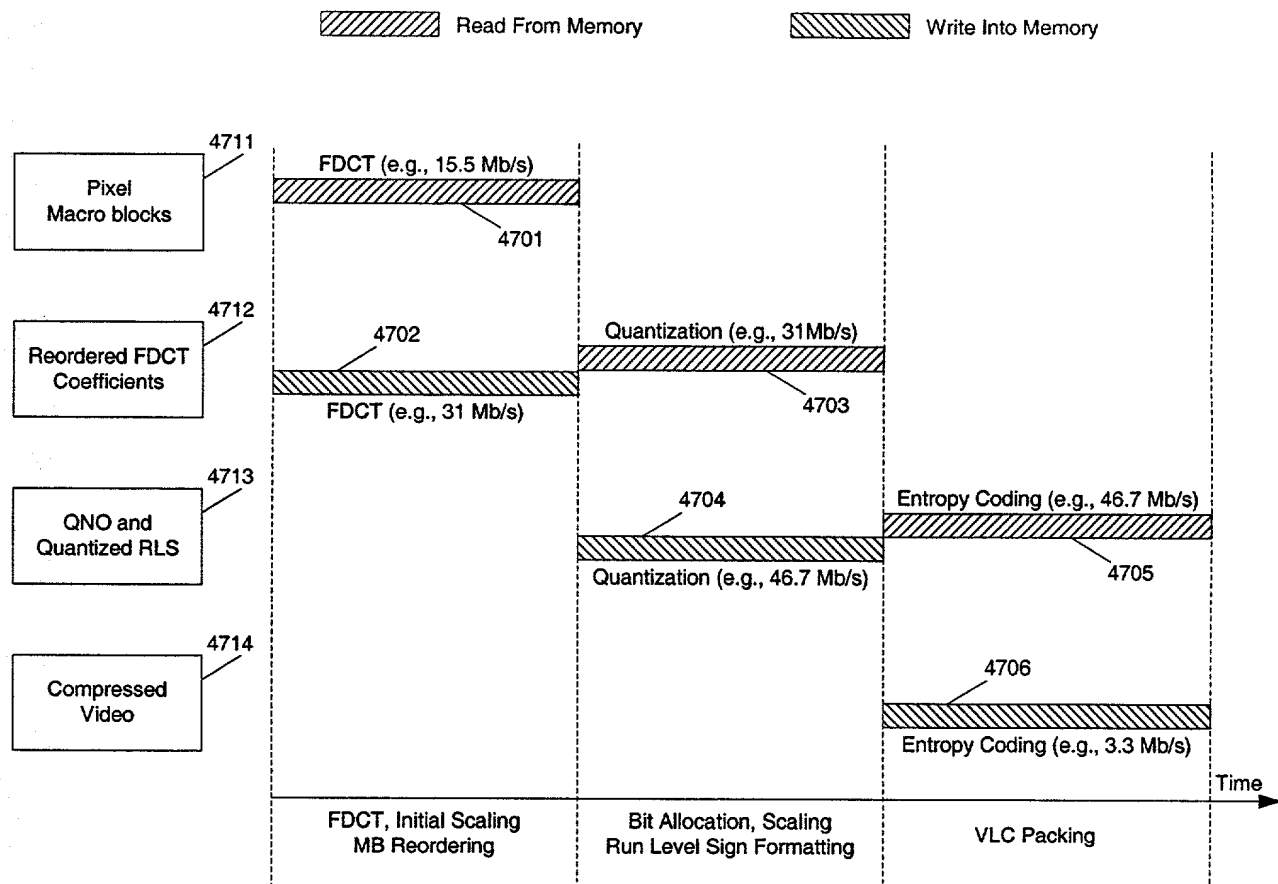 Read From Memory
Write Into Memory
4711
Pixel
Macro blocks
FDCT (e.g., 15.5 Mb/s)
4701
4712
Reordered FDCT
Coefficients
4702
FDCT (e.g., 31 Mb/s)
Quantization (e.g., 31Mb/s)
4703
4713
QNO and
Quantized RLS
4704
Quantization (e.g., 46.7 Mb/s)
Entropy Coding (e.g., 46.7 Mb/s)
4705
4714
Compressed
Video
4706
Entropy Coding (e.g., 3.3 Mb/s)
Time
FDCT, Initial Scaling
MB Reordering
Bit Allocation, Scaling
Run Level Sign Formatting
VLC Packing